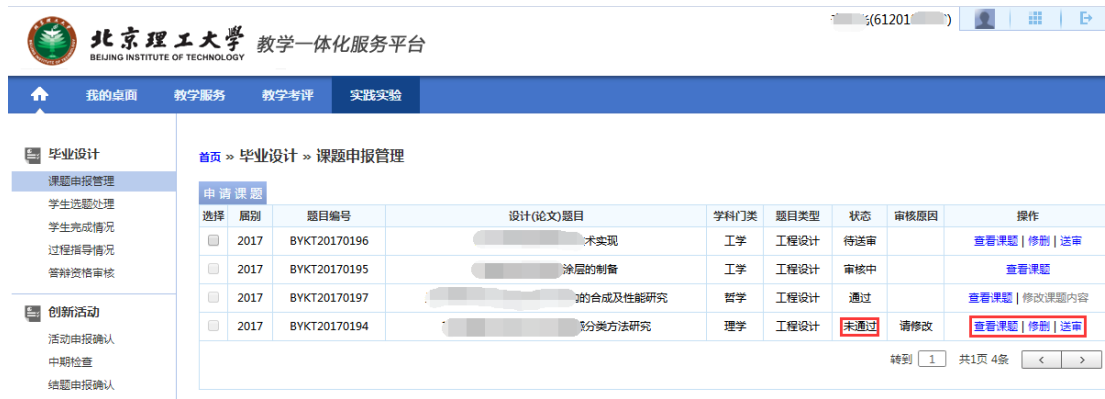 (61201
北京理工大学 教学一体化服务平台
BEIJING INSTITUTE OF TECHNOLOGY
我的桌面 教学服务 教学考评 实践实验
毕业设计
课题申报管理
学生选题处理
学生完成情况
过程指导情况
答辩资格审核
创新活动
活动申报确认
中期检查
结题申报确认
首页 » 毕业设计 » 课题申报管理
申请课题
选择 届别 题目编号 设计(论文)题目 学科门类 题目类型 状态 审核原因 操作
2017 BYKT20170196 术实现 工学 工程设计 待送审 查看课题 | 修删 | 送审
2017 BYKT20170195 涂层的制备 工学 工程设计 审核中 查看课题
2017 BYKT20170197 的合成及性能研究 哲学 工程设计 通过 查看课题 | 修改课题内容
2017 BYKT20170194 分类方法研究 理学 工程设计 未通过 请修改 查看课题 | 修删 | 送审
转到 1 共1页 4条 < >